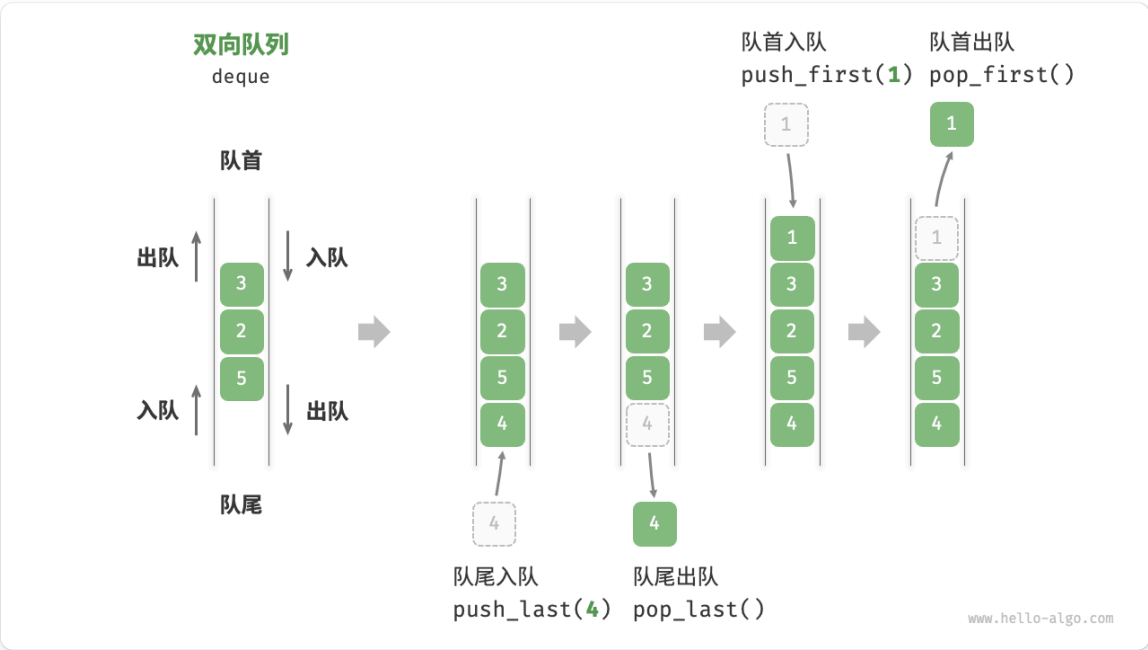 双向队列
deque
队首
出队
入队
3
2
5
入队
出队
队尾
3
2
5
4
4
队尾入队
push_last(4)
3
2
5
4
4
队尾出队
pop_last()
队首入队
push_first(1)
1
1
3
2
5
4
队首出队
pop_first()
1
1
3
2
5
4
www.hello-algo.com